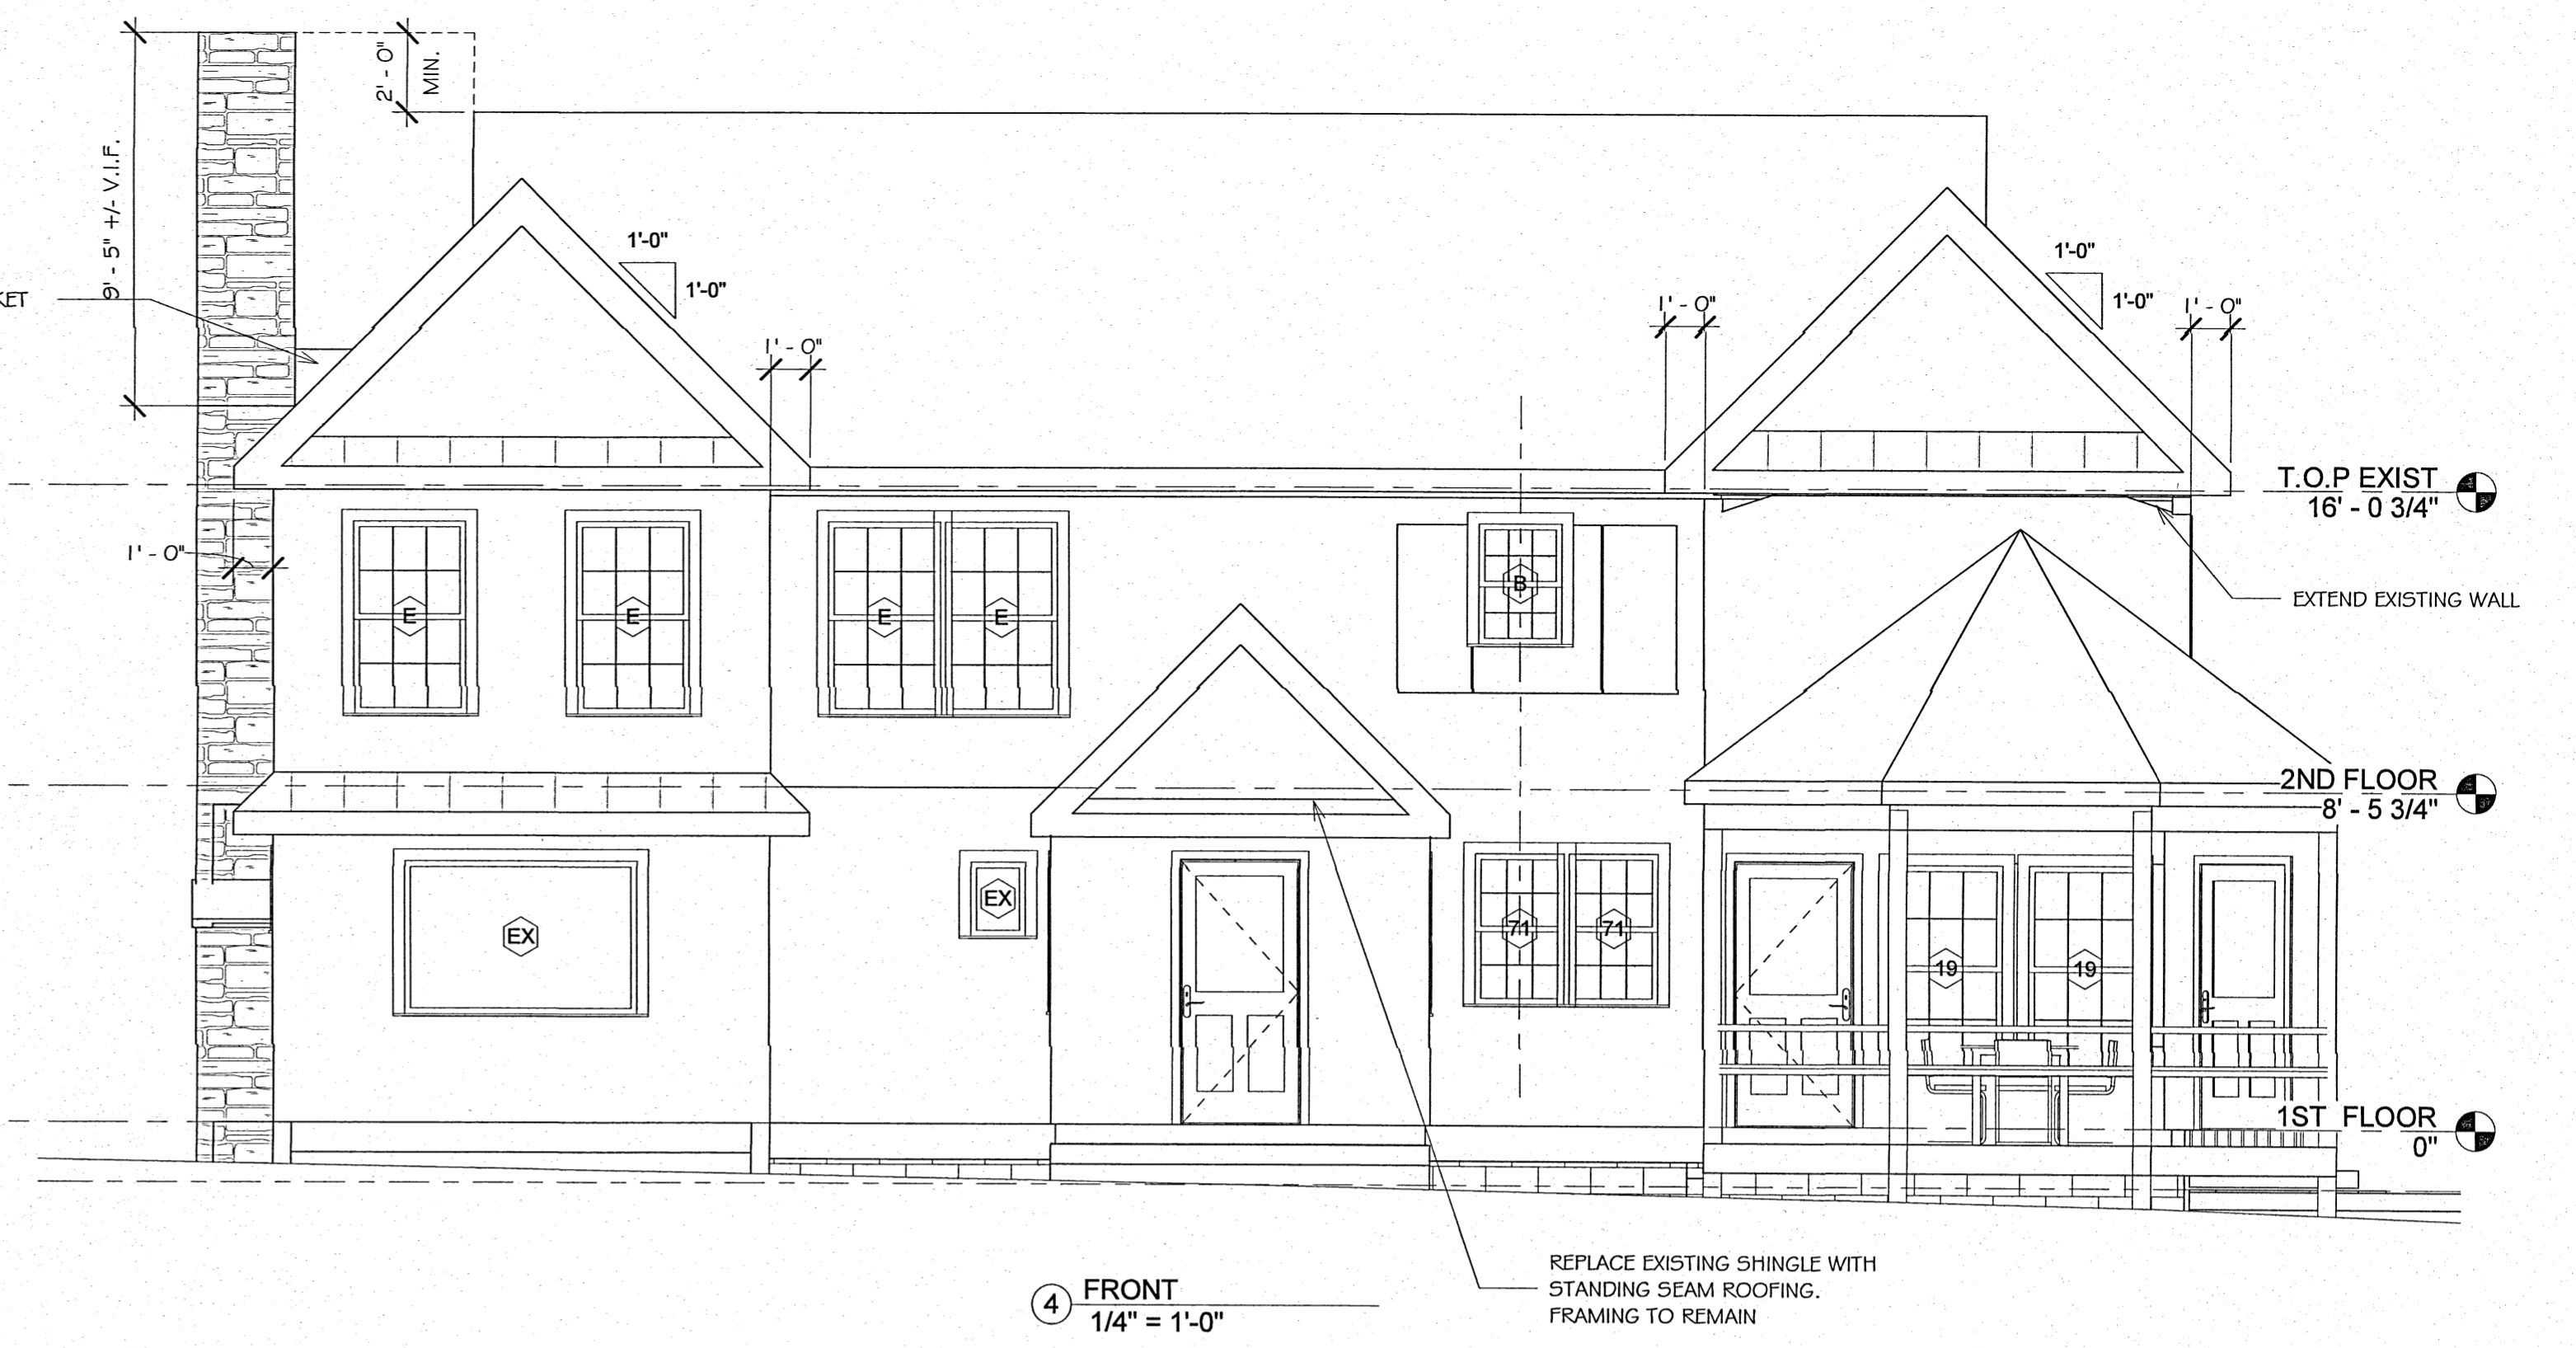 2' - 0"
MIN.
9' - 5" +/- V.I.F.
KET
1'-0"
1'-0"
1' - 0"
1' - 0"
1'-0"
1'-0"
1' - 0"
T.O.P EXIST
16' - 0 3/4"
1' - 0"
E
E
E
E
B
EXTEND EXISTING WALL
2ND FLOOR
8' - 5 3/4"
EX
EX
71
71
19
19
1ST FLOOR
0"
REPLACE EXISTING SHINGLE WITH
STANDING SEAM ROOFING.
FRAMING TO REMAIN
4
FRONT
1/4" = 1'-0"